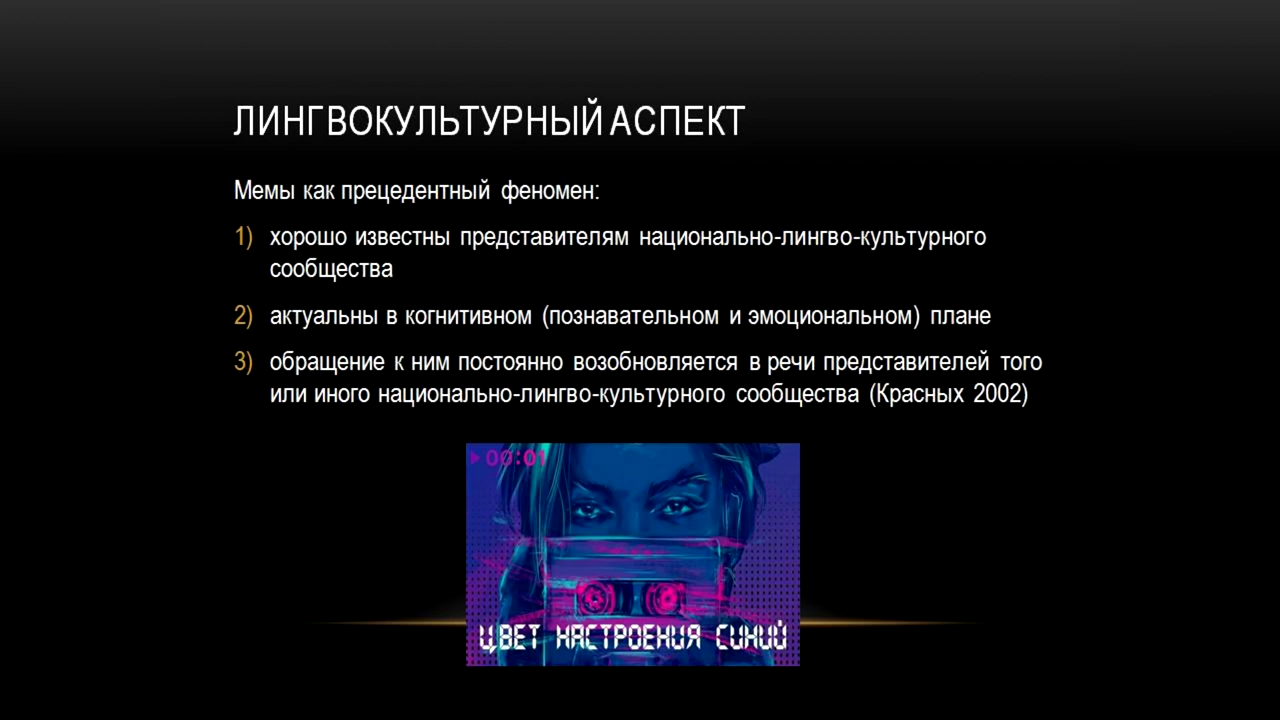 ЛИНГВОКУЛЬТУРНЫЙ АСПЕКТ
Мемы как прецедентный феномен:
1) хорошо известны представителям национально-лингво-культурного
сообщества
2) актуальны в когнитивном (познавательном и эмоциональном) плане
3) обращение к ним постоянно возобновляется в речи представителей того
или иного национально-лингво-культурного сообщества (Красных 2002)
00:01
ЦВЕТ НАСТРОЕНИЯ СИНИЙ